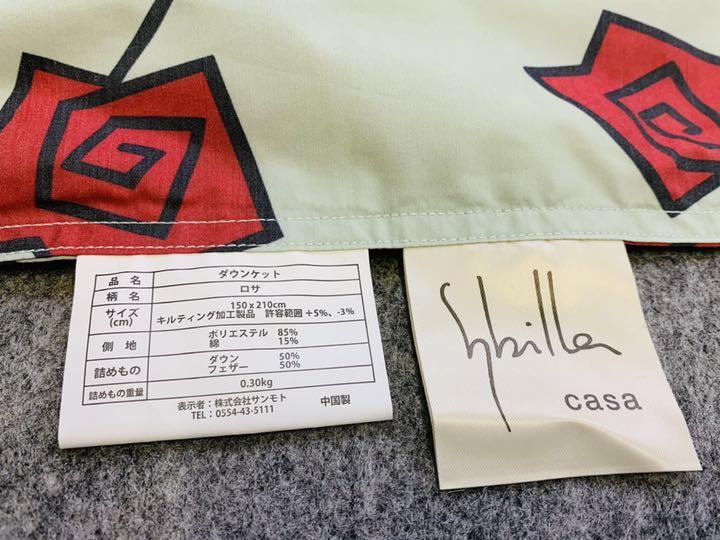 品 名 ダウンケット
柄 名 ロサ
サイズ 150 x 210cm
(cm) キルティング加工製品 許容範囲 +5%、-3%
側 地 ポリエステル 85%
綿 15%
詰めもの ダウン 50%
フェザー 50%
詰めもの重量 0.30kg
表示者：株式会社サンモト 中国製
TEL：0554-43-5111
Sybilla
casa